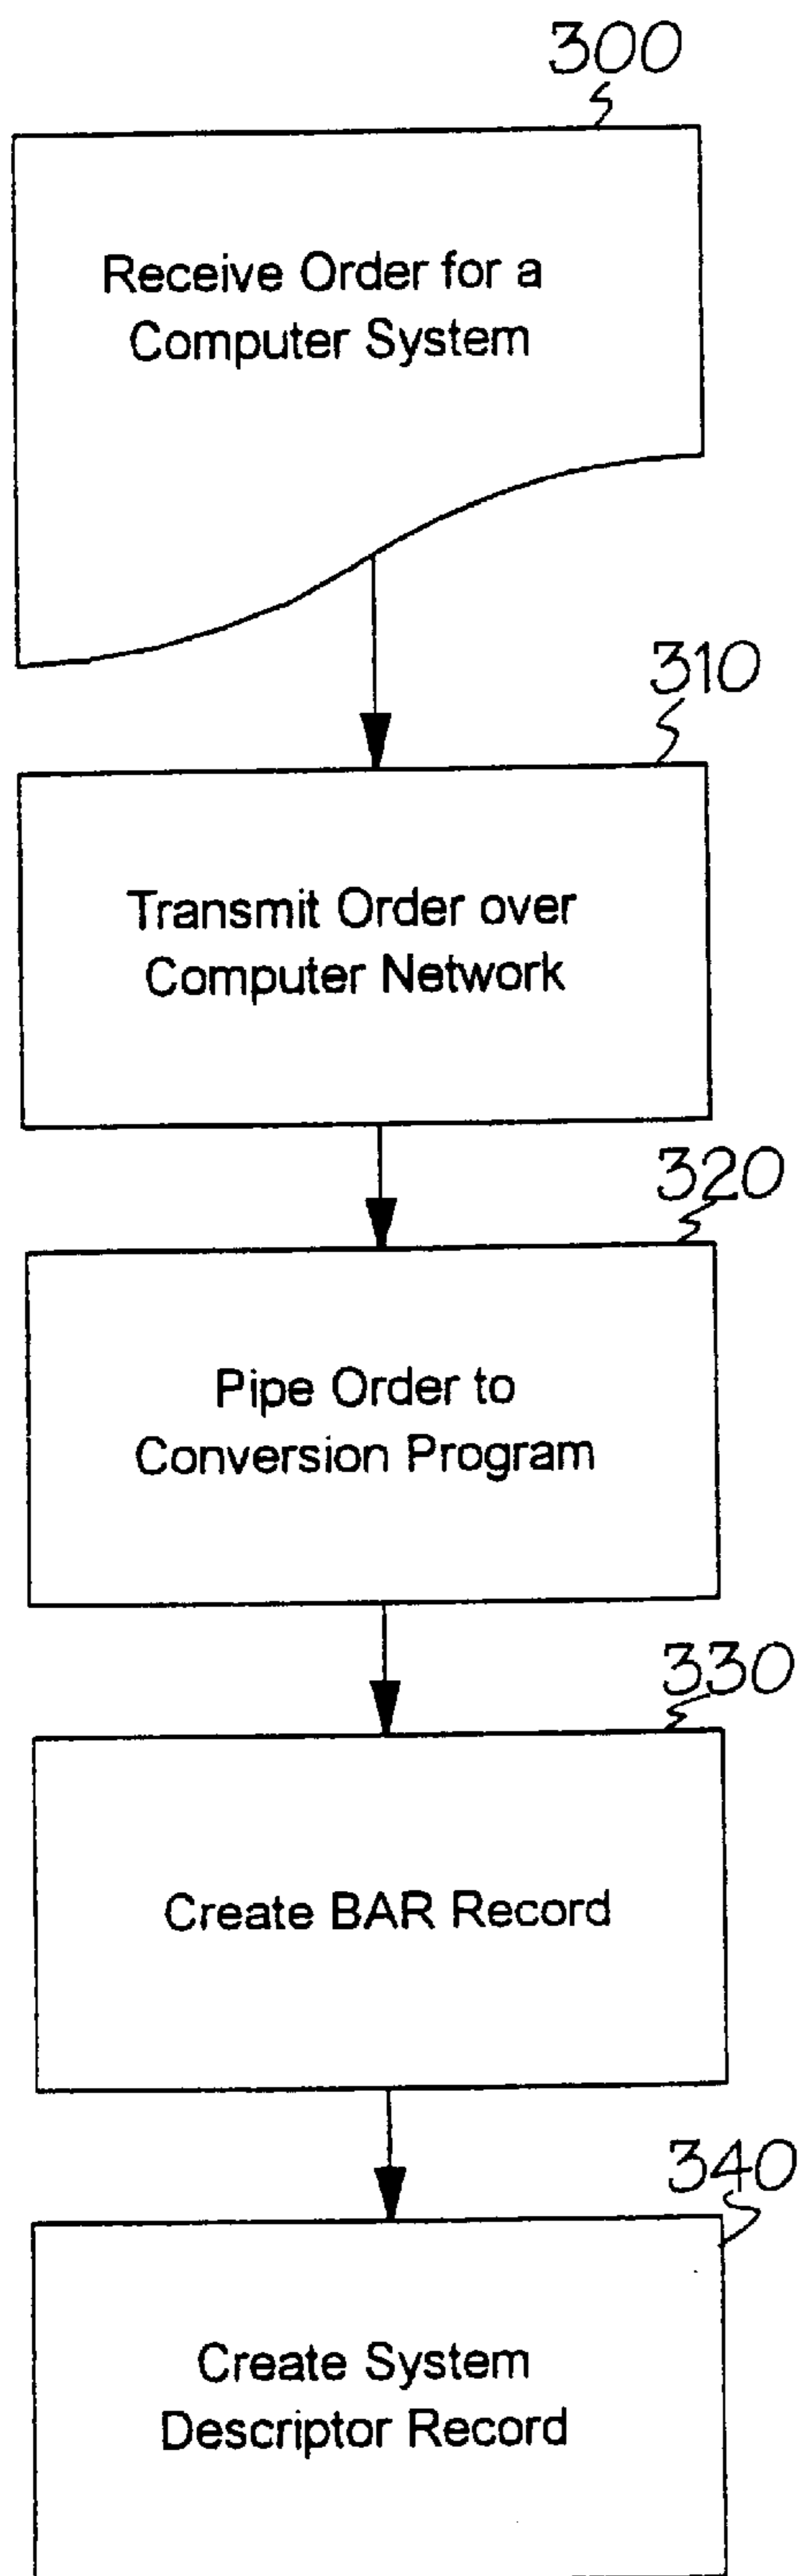 300
Receive Order for a
Computer System
310
Transmit Order over
Computer Network
320
Pipe Order to
Conversion Program
330
Create BAR Record
340
Create System
Descriptor Record